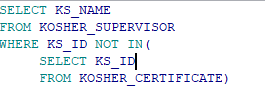 SELECT KS_NAME
FROM KOSHER_SUPERVISOR
WHERE KS_ID NOT IN(
SELECT KS_ID
FROM KOSHER_CERTIFICATE)